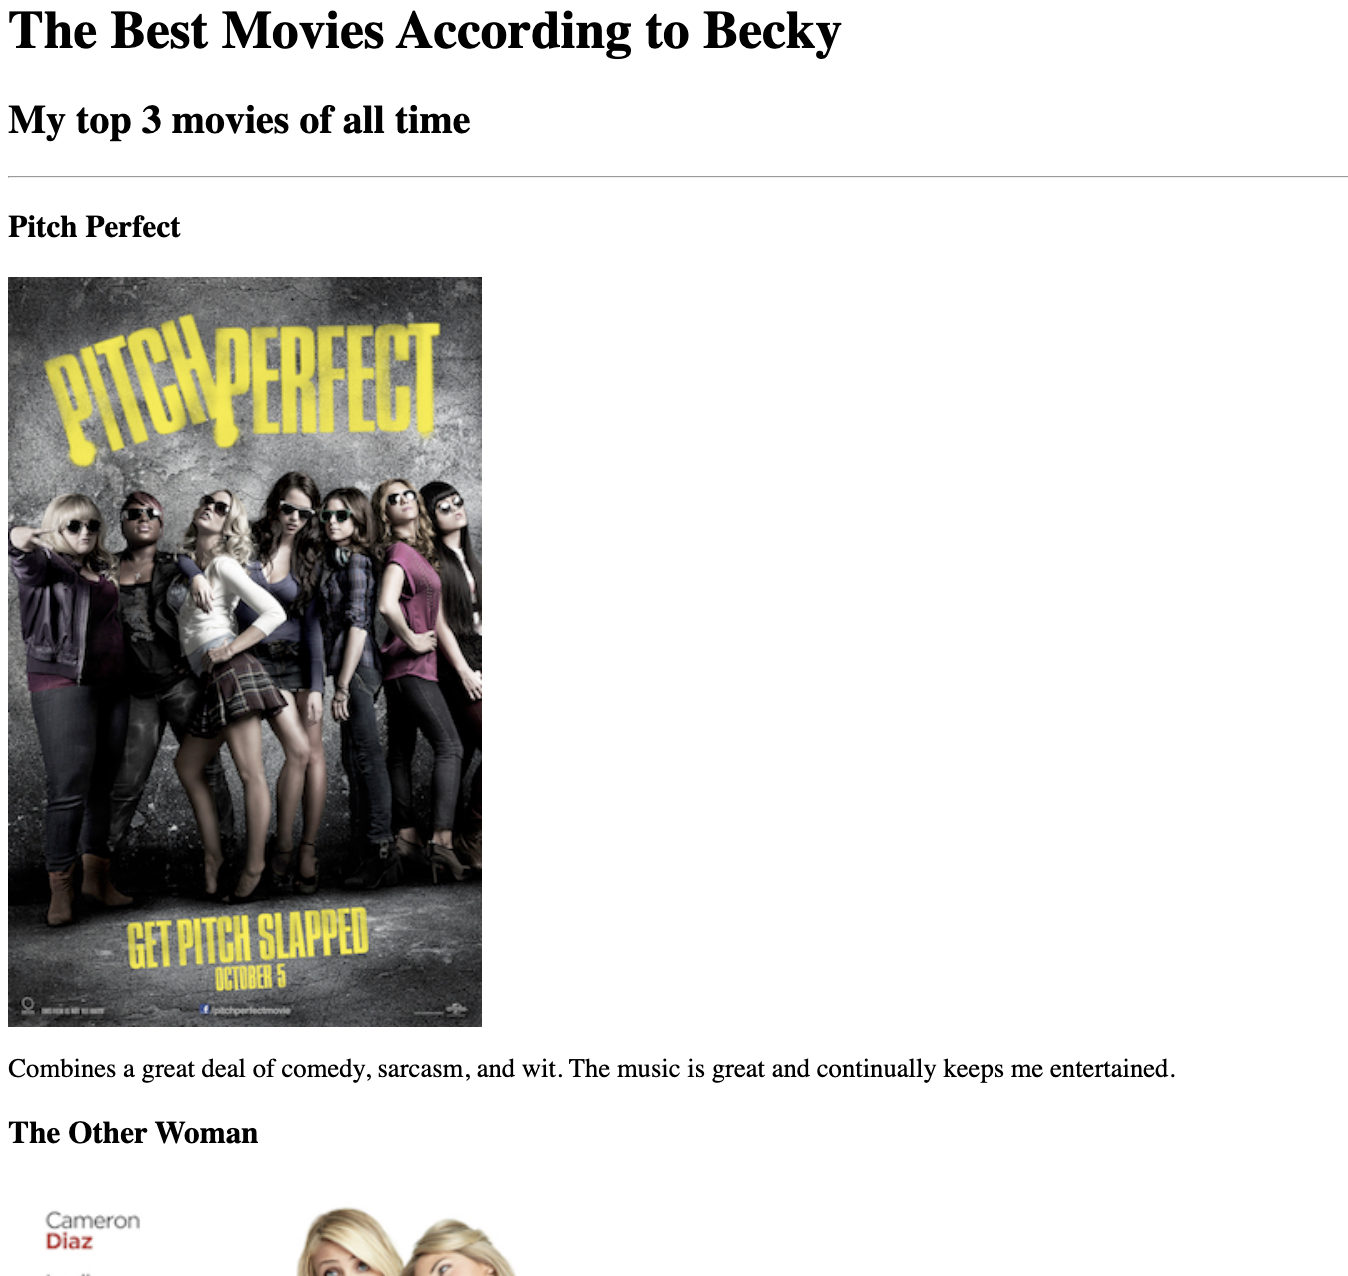 The Best Movies According to Becky
My top 3 movies of all time
Pitch Perfect
PITCH PERFECT
GET PITCH SLAPPED
OCTOBER 5
/pitchperfectmovie
Combines a great deal of comedy, sarcasm, and wit. The music is great and continually keeps me entertained.
The Other Woman
Cameron
Diaz